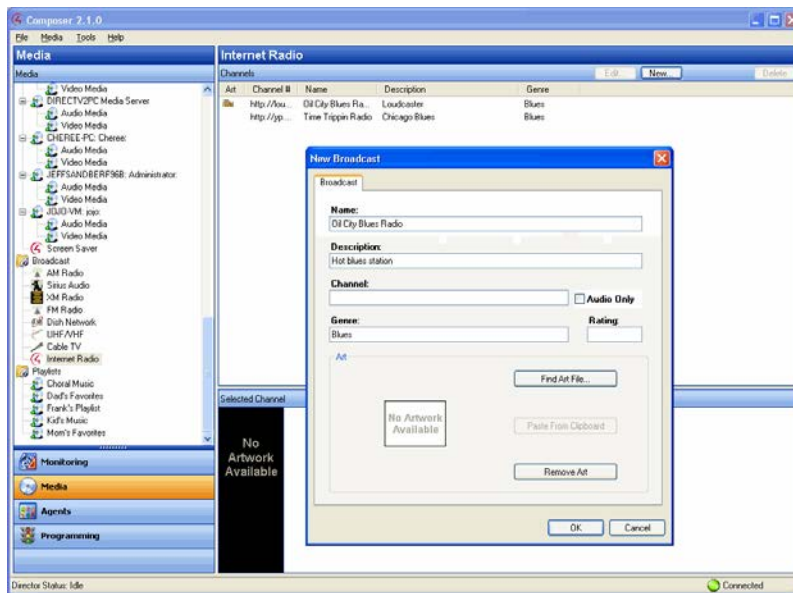 Composer 2.1.0
File Media Tools Help
Media
Media
Video Media
DIRECTV2PC Media Server
Audio Media
Video Media
CHEREE-PC: Cheree:
Audio Media
Video Media
JEFFSANDBERF96B: Administrator:
Audio Media
Video Media
JOJO-VM: jojo:
Audio Media
Video Media
Screen Saver
Broadcast
AM Radio
Sirius Audio
XM Radio
FM Radio
Dish Network
UHF/VHF
Cable TV
Internet Radio
Playlists
Choral Music
Dad's Favorites
Frank's Playlist
Kid's Music
Mom's Favorites
Monitoring
Media
Agents
Programming
Internet Radio
Channels Edit... New... Delete
Art Channel # Name Description Genre
http://lou... Oil City Blues Ra... Loudcaster Blues
http://yp... Time Trippin Radio Chicago Blues Blues
Selected Channel
No
Artwork
Available
New Broadcast
Broadcast
Name:
Oil City Blues Radio
Description:
Hot blues station
Channel:
Audio Only
Genre: Rating:
Blues
Art
Find Art File...
No Artwork
Available
Paste From Clipboard
Remove Art
OK Cancel
Director Status: Idle Connected